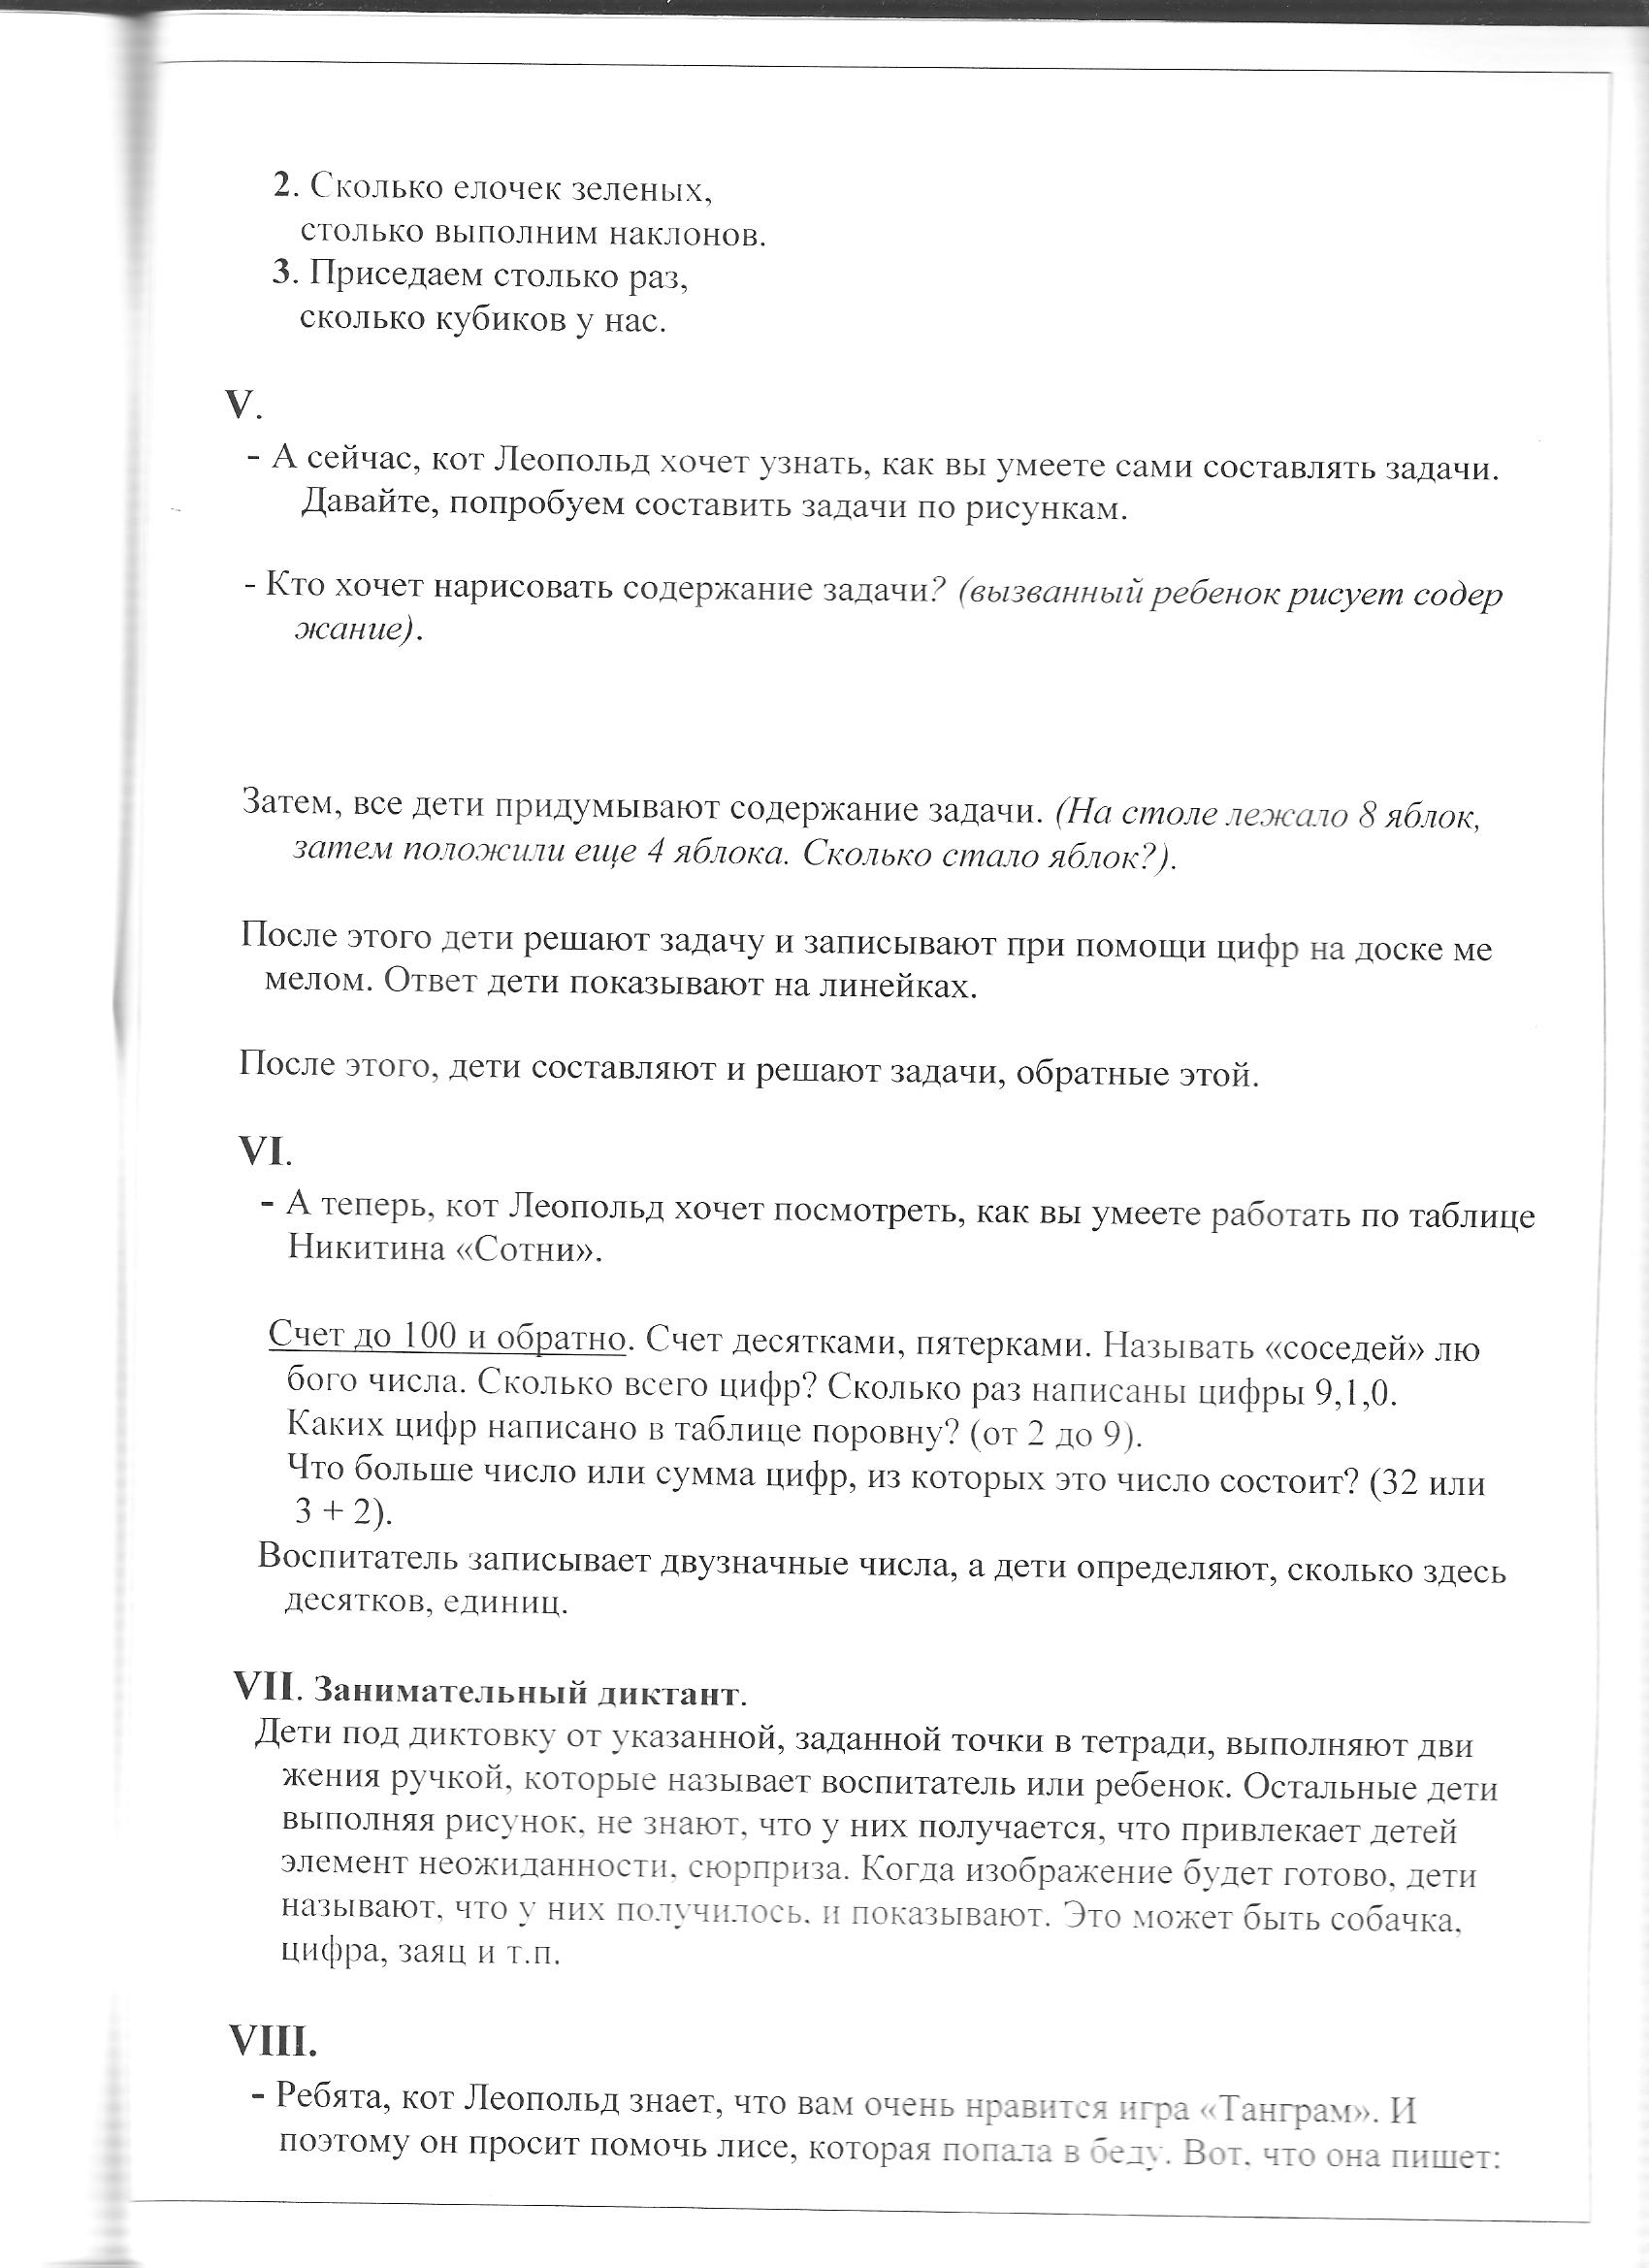 2. Сколько елочек зеленых,
столько выполним наклонов.
3. Приседаем столько раз,
сколько кубиков у нас.
V.
- А сейчас, кот Леопольд хочет узнать, как вы умеете сами составлять задачи.
Давайте, попробуем составить задачи по рисункам.
- Кто хочет нарисовать содержание задачи? (вызванный ребенок рисует содер
жание).
Затем, все дети придумывают содержание задачи. (На столе лежало 8 яблок,
затем положили еще 4 яблока. Сколько стало яблок?).
После этого дети решают задачу и записывают при помощи цифр на доске ме
мелом. Ответ дети показывают на линейках.
После этого, дети составляют и решают задачи, обратные этой.
VI.
- А теперь, кот Леопольд хочет посмотреть, как вы умеете работать по таблице
Никитина «Сотни».
Счет до 100 и обратно. Счет десятками, пятерками. Называть «соседей» лю
бого числа. Сколько всего цифр? Сколько раз написаны цифры 9,1,0.
Каких цифр написано в таблице поровну? (от 2 до 9).
Что больше число или сумма цифр, из которых это число состоит? (32 или
3 + 2).
Воспитатель записывает двузначные числа, а дети определяют, сколько здесь
десятков, единиц.
VII. Занимательный диктант.
Дети под диктовку от указанной, заданной точки в тетради, выполняют дви
жения ручкой, которые называет воспитатель или ребенок. Остальные дети
выполняя рисунок, не знают, что у них получается, что привлекает детей
элемент неожиданности, сюрприза. Когда изображение будет готово, дети
называют, что у них получилось, и показывают. Это может быть собачка,
цифра, заяц и т.п.
VIII.
- Ребята, кот Леопольд знает, что вам очень нравится игра «Танграм». И
поэтому он просит помочь лисе, которая попала в беду. Вот, что она пишет: